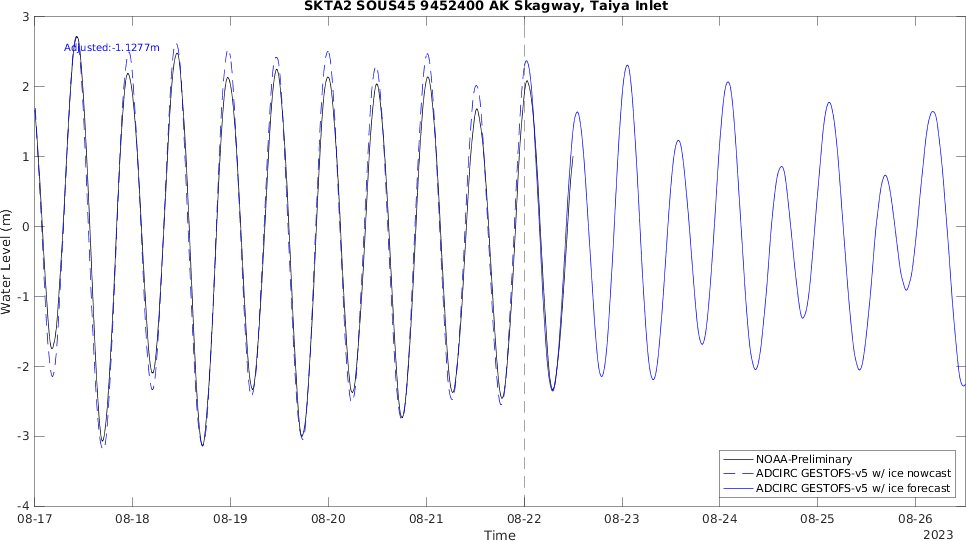 SKTA2 SOUS45 9452400 AK Skagway, Taiya Inlet
Adjusted:-1.1277m
3
2
1
0
-1
-2
-3
-4
Water Level (m)
08-17 08-18 08-19 08-20 08-21 08-22 08-23 08-24 08-25 08-26
Time
2023
NOAA-Preliminary
ADCIRC GESTOFS-v5 w/ ice nowcast
ADCIRC GESTOFS-v5 w/ ice forecast